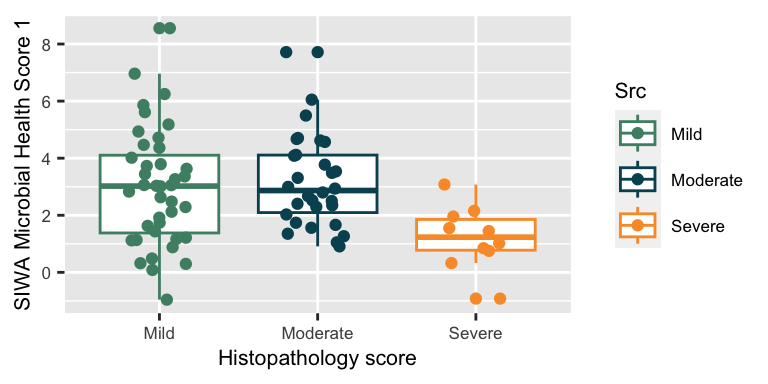 SIWA Microbial Health Score 1
8
6
4
2
0
Mild
Moderate
Severe
Histopathology score
Src
Mild
Moderate
Severe